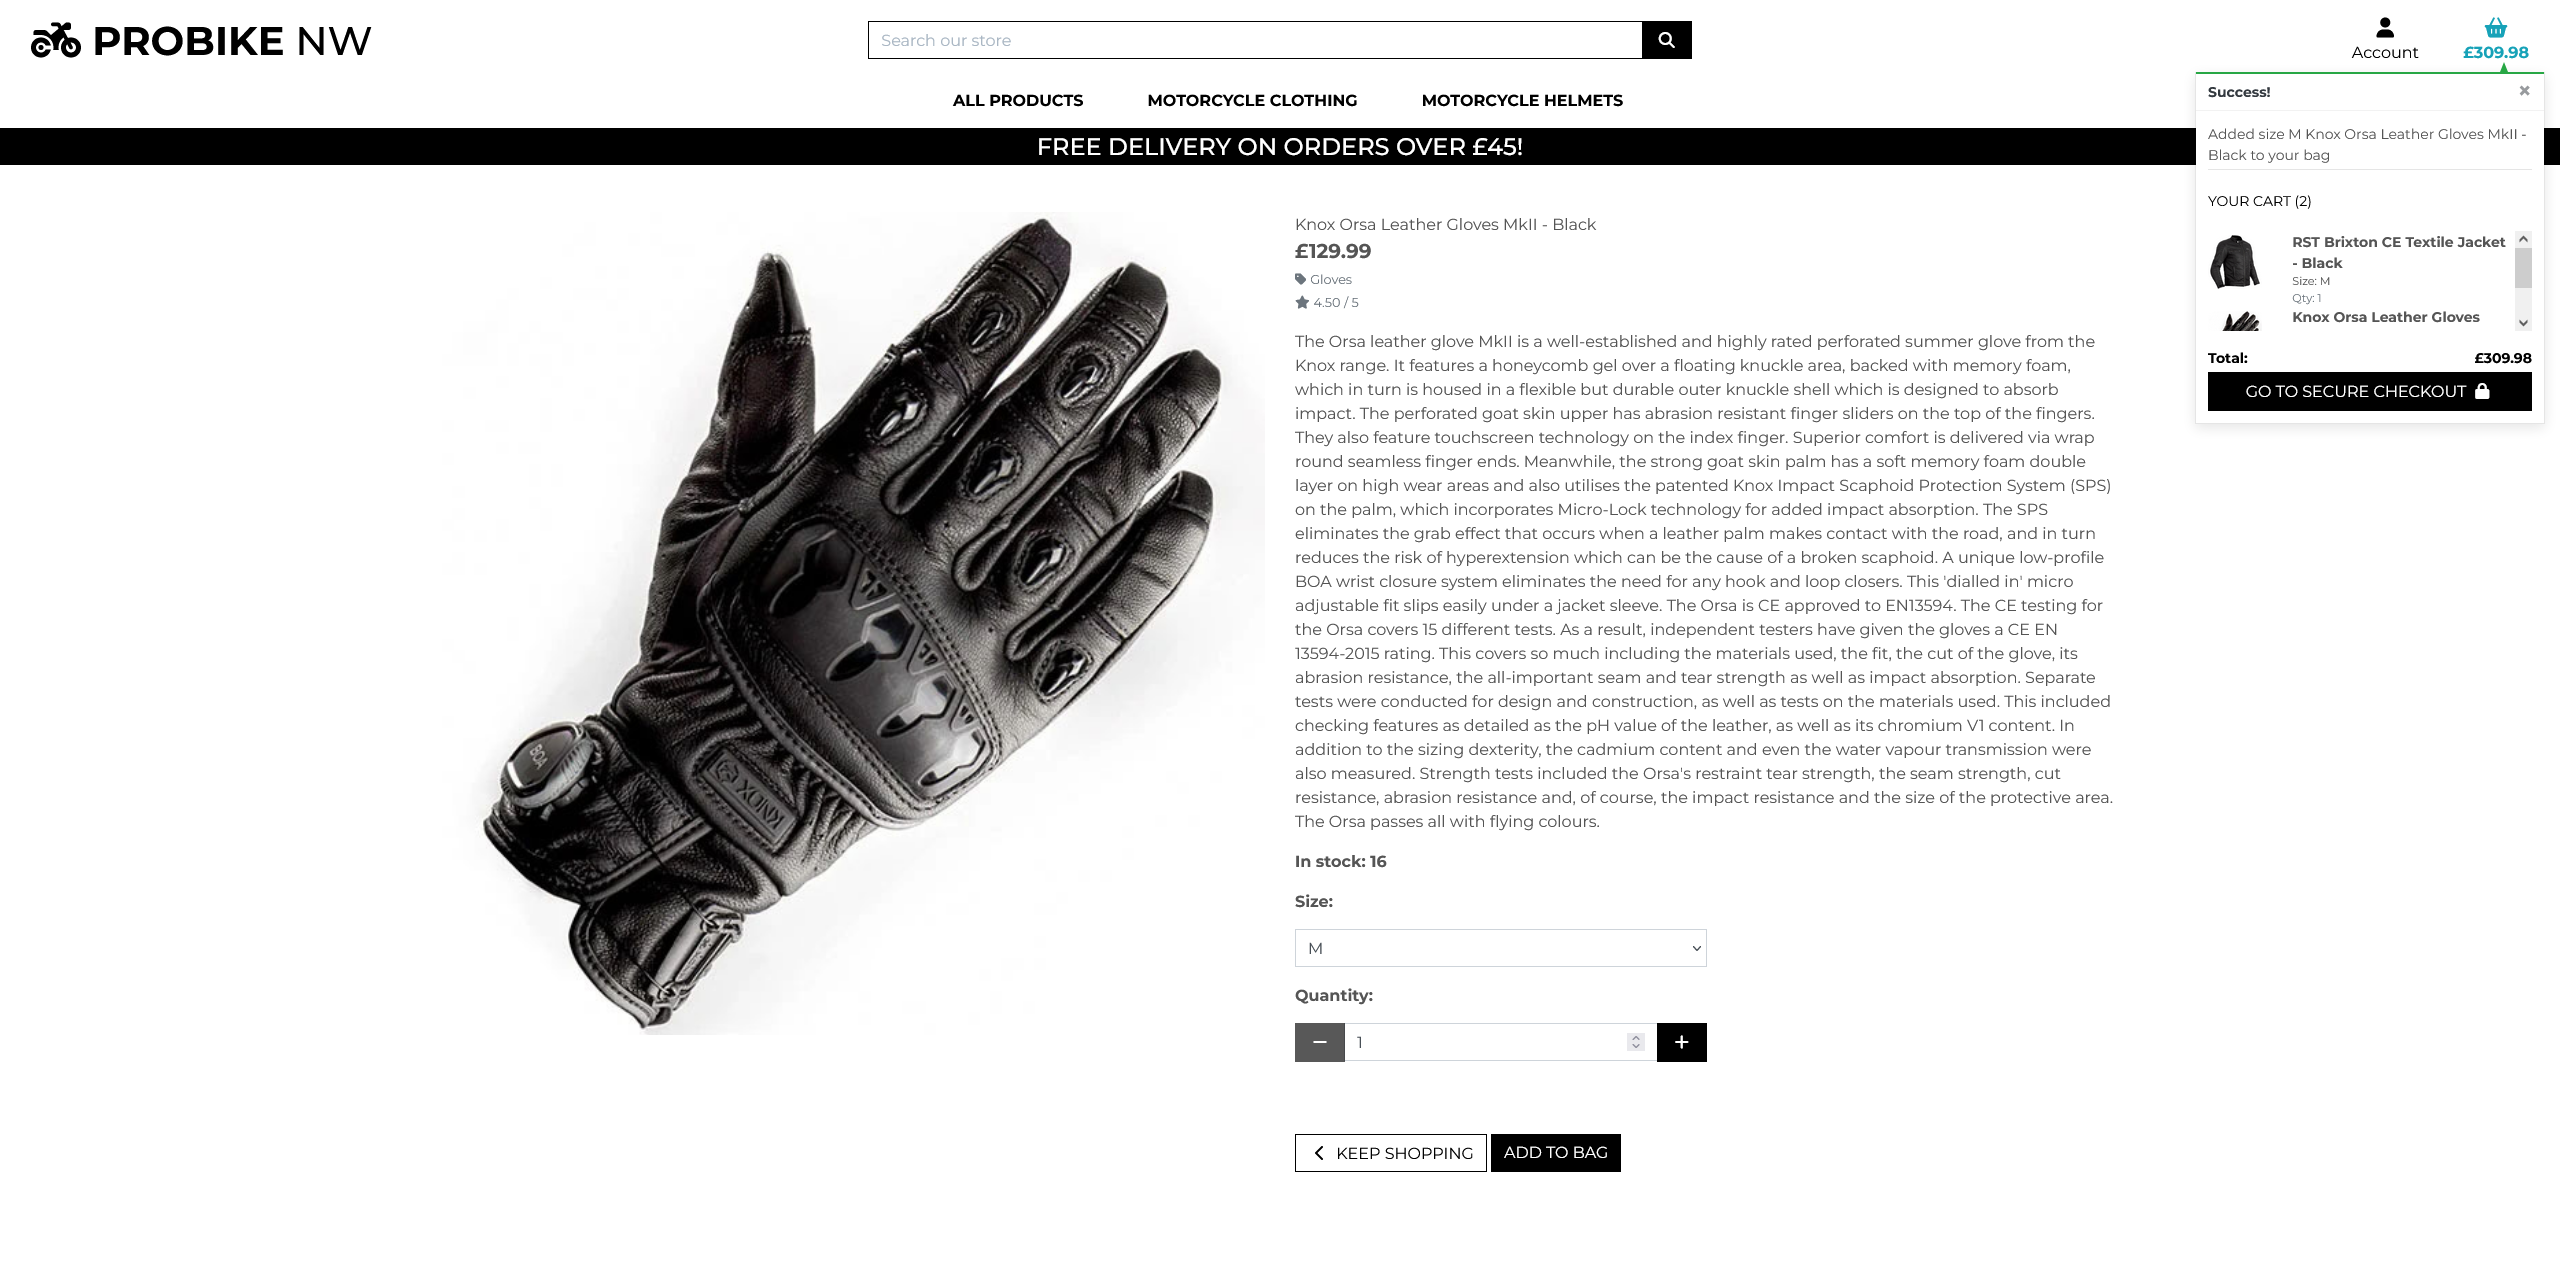 PROBIKE NW
Search our store
Account
£309.98
ALL PRODUCTS
MOTORCYCLE CLOTHING
MOTORCYCLE HELMETS
FREE DELIVERY ON ORDERS OVER £45!
Success!
×
Added size M Knox Orsa Leather Gloves MkII -
Black to your bag
YOUR CART (2)
RST Brixton CE Textile Jacket
- Black
Size: M
Qty: 1
Knox Orsa Leather Gloves
Total:
£309.98
GO TO SECURE CHECKOUT
BOA
KNOX
Knox Orsa Leather Gloves MkII - Black
£129.99
Gloves
4.50 / 5
The Orsa leather glove MkII is a well-established and highly rated perforated summer glove from the
Knox range. It features a honeycomb gel over a floating knuckle area, backed with memory foam,
which in turn is housed in a flexible but durable outer knuckle shell which is designed to absorb
impact. The perforated goat skin upper has abrasion resistant finger sliders on the top of the fingers.
They also feature touchscreen technology on the index finger. Superior comfort is delivered via wrap
round seamless finger ends. Meanwhile, the strong goat skin palm has a soft memory foam double
layer on high wear areas and also utilises the patented Knox Impact Scaphoid Protection System (SPS)
on the palm, which incorporates Micro-Lock technology for added impact absorption. The SPS
eliminates the grab effect that occurs when a leather palm makes contact with the road, and in turn
reduces the risk of hyperextension which can be the cause of a broken scaphoid. A unique low-profile
BOA wrist closure system eliminates the need for any hook and loop closers. This 'dialled in' micro
adjustable fit slips easily under a jacket sleeve. The Orsa is CE approved to EN13594. The CE testing for
the Orsa covers 15 different tests. As a result, independent testers have given the gloves a CE EN
13594-2015 rating. This covers so much including the materials used, the fit, the cut of the glove, its
abrasion resistance, the all-important seam and tear strength as well as impact absorption. Separate
tests were conducted for design and construction, as well as tests on the materials used. This included
checking features as detailed as the pH value of the leather, as well as its chromium V1 content. In
addition to the sizing dexterity, the cadmium content and even the water vapour transmission were
also measured. Strength tests included the Orsa's restraint tear strength, the seam strength, cut
resistance, abrasion resistance and, of course, the impact resistance and the size of the protective area.
The Orsa passes all with flying colours.
In stock: 16
Size:
M
Quantity:
1
KEEP SHOPPING
ADD TO BAG